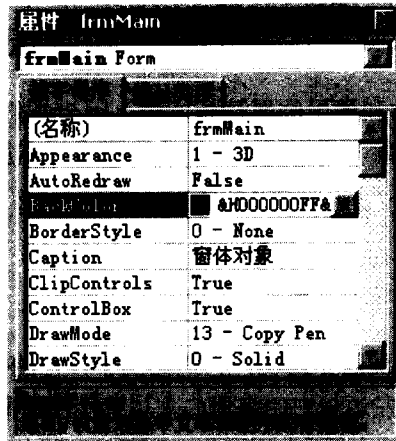 属性 frmMain
frmMain Form
(名称) frmMain
Appearance 1 - 3D
AutoRedraw False
BackColor &H000000FF&
BorderStyle 0 - None
Caption 窗体对象
ClipControls True
ControlBox True
DrawMode 13 - Copy Pen
DrawStyle 0 - Solid